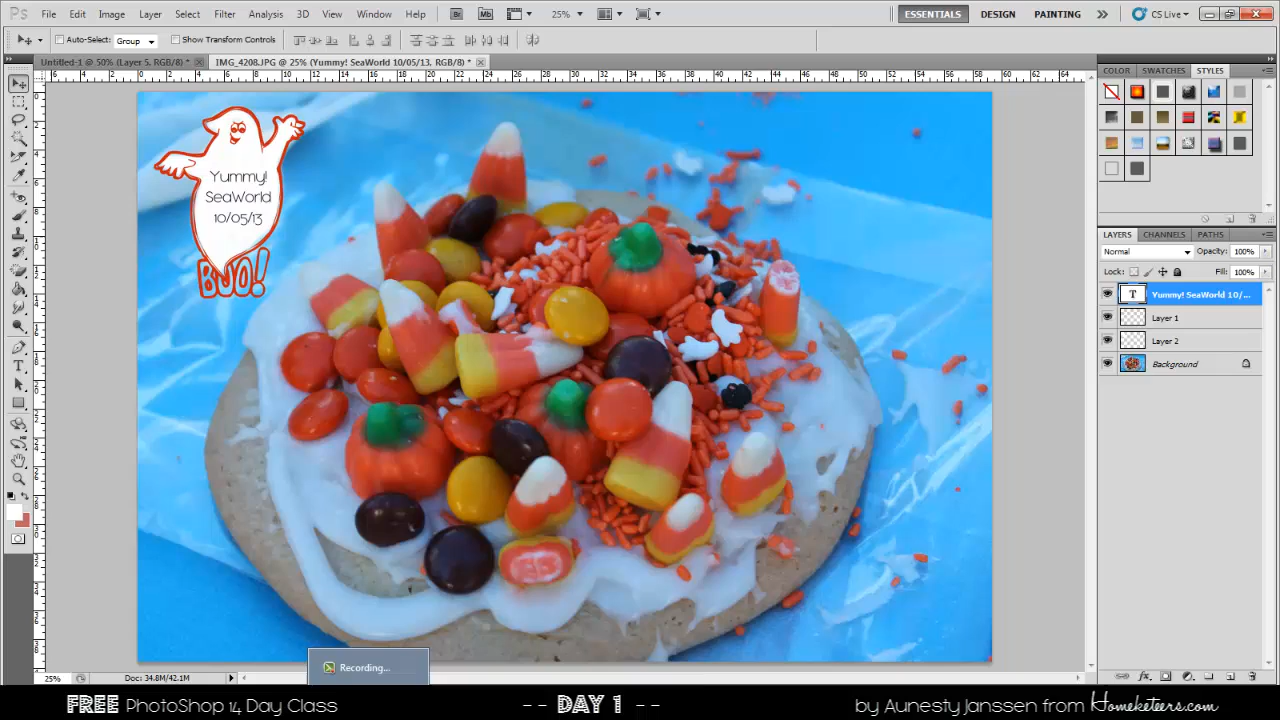 Ps File Edit Image Layer Select Filter Analysis 3D View Window Help Br Mb 25% ESSENTIALS DESIGN PAINTING CS Live
Auto-Select: Group Show Transform Controls
Untitled-1 @ 50% (Layer 5, RGB/8) * IMG_4208.JPG @ 25% (Yummy! SeaWorld 10/05/13, RGB/8) *
COLOR SWATCHES STYLES
Yummy!
SeaWorld
10/05/13
BOO!
LAYERS CHANNELS PATHS
Normal Opacity: 100%
Lock: Fill: 100%
T Yummy! SeaWorld 10/...
Layer 1
Layer 2
Background
Recording...
25% Doc: 34.8M/42.1M
FREE PhotoShop 14 Day Class -- DAY 1 -- by Aunesty Janssen from Homeketeers.com